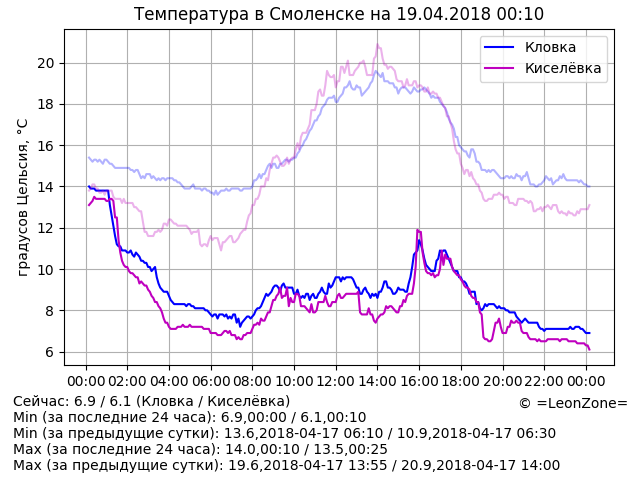 Температура в Смоленске на 19.04.2018 00:10
Кловка
Киселёвка
градусов Цельсия, °C
20
18
16
14
12
10
8
6
00:00 02:00 04:00 06:00 08:00 10:00 12:00 14:00 16:00 18:00 20:00 22:00 00:00
Сейчас: 6.9 / 6.1 (Кловка / Киселёвка)
© =LeonZone=
Min (за последние 24 часа): 6.9,00:00 / 6.1,00:10
Min (за предыдущие сутки): 13.6,2018-04-17 06:10 / 10.9,2018-04-17 06:30
Max (за последние 24 часа): 14.0,00:10 / 13.5,00:25
Max (за предыдущие сутки): 19.6,2018-04-17 13:55 / 20.9,2018-04-17 14:00